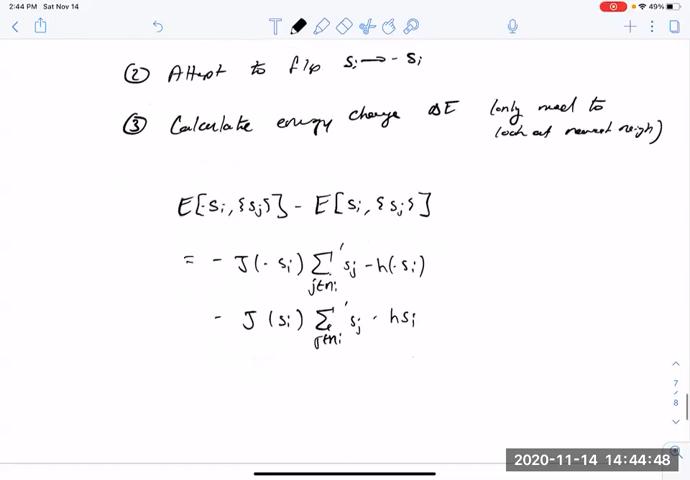 2:44 PM Sat Nov 14
49%
② Attept to flip Si → - Si
③ Calculate energy change ΔE (only need to
look at nearest neigh)
E[-Si, {Sj}] - E[Si, {Sj}]
= - J(-Si) Σ' Sj - h(-Si)
j∈ni
- J (Si) Σ' Sj - hSi
j∈ni
7
/
8
2020-11-14 14:44:48